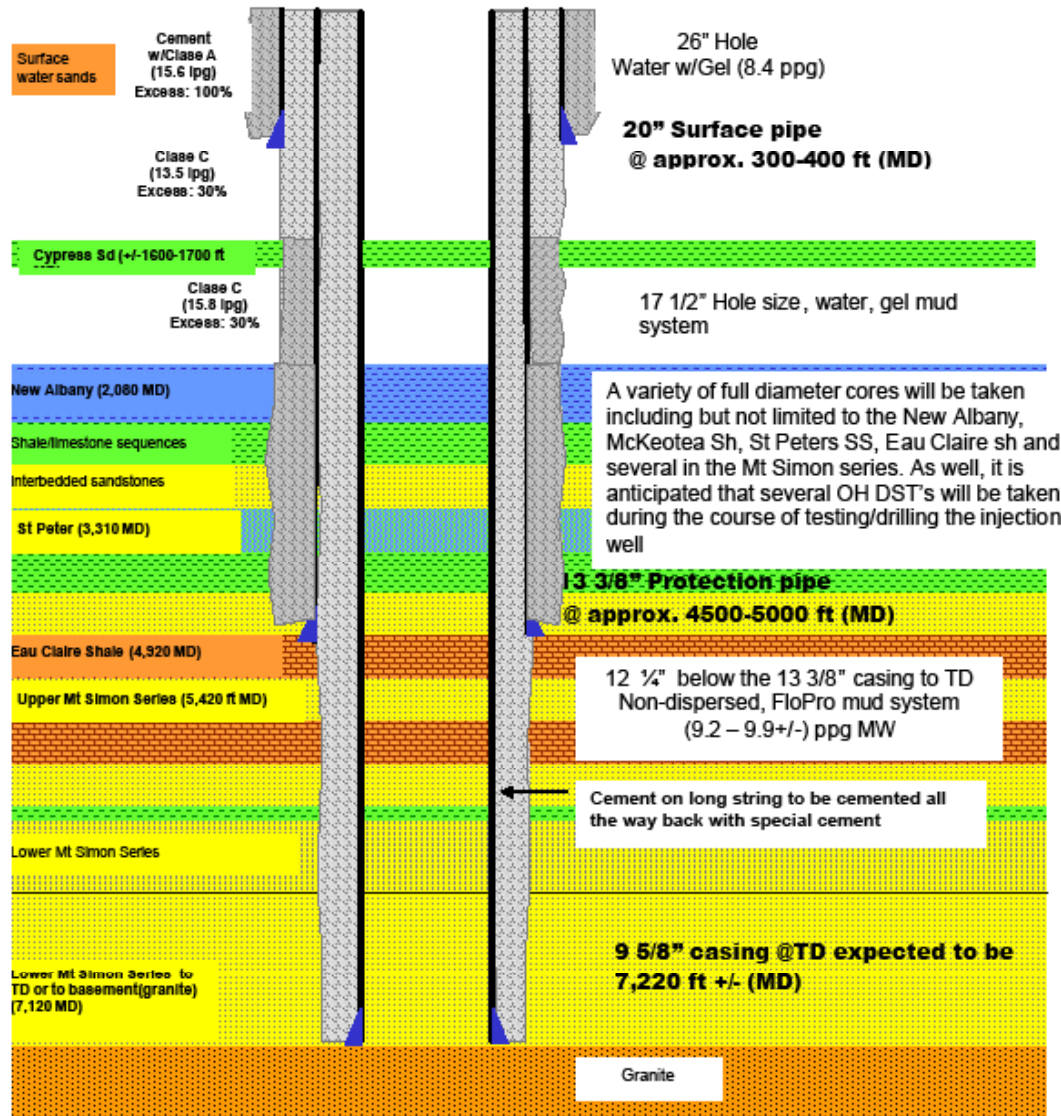 Surface
water sands
Cement
w/Clase A
(15.6 lpg)
Excess: 100%
26" Hole
Water w/Gel (8.4 ppg)
20" Surface pipe
@ approx. 300-400 ft (MD)
Clase C
(13.5 lpg)
Excess: 30%
Cypress Sd (+/-1600-1700 ft
Clase C
(15.8 lpg)
Excess: 30%
17 1/2" Hole size, water, gel mud
system
New Albany (2,080 MD)
Shale/limestone sequences
Interbedded sandstones
St Peter (3,310 MD)
A variety of full diameter cores will be taken
including but not limited to the New Albany,
McKeotea Sh, St Peters SS, Eau Claire sh and
several in the Mt Simon series. As well, it is
anticipated that several OH DST's will be taken
during the course of testing/drilling the injection
well
13 3/8" Protection pipe
@ approx. 4500-5000 ft (MD)
Eau Claire Shale (4,920 MD)
Upper Mt Simon Series (5,420 ft MD)
12 ¼" below the 13 3/8" casing to TD
Non-dispersed, FloPro mud system
(9.2 – 9.9+/-) ppg MW
Cement on long string to be cemented all
the way back with special cement
Lower Mt Simon Series
9 5/8" casing @TD expected to be
7,220 ft +/- (MD)
Lower Mt Simon Series to
TD or to basement(granite)
(7,120 MD)
Granite